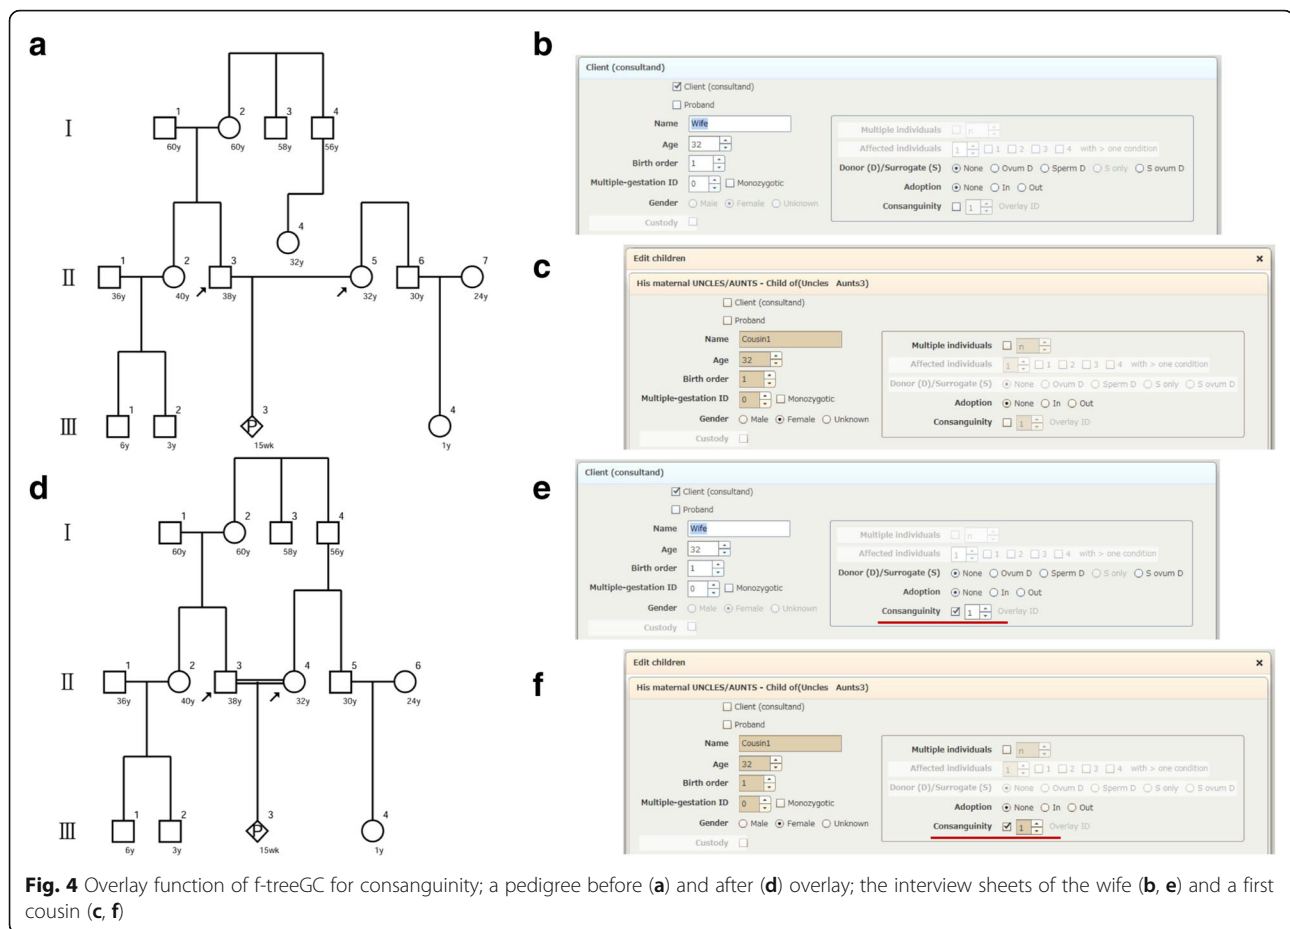 a
1
2
3
4
I
60y
60y
58y
56y
4
32y
1
2
3
5
6
7
II
36y
40y
38y
32y
30y
24y
1
2
3
4
III
P
6y
3y
15wk
1y
b
Client (consultand)
Client (consultand)
Proband
Name Wife
Age 32
Birth order 1
Multiple-gestation ID 0 Monozygotic
Gender Male Female Unknown
Custody
Multiple individuals n
Affected individuals 1 1 2 3 4 with > one condition
Donor (D)/Surrogate (S) None Ovum D Sperm D S only S ovum D
Adoption None In Out
Consanguinity 1 Overlay ID
c
Edit children ×
His maternal UNCLES/AUNTS - Child of(Uncles Aunts3)
Client (consultand)
Proband
Name Cousin1
Age 32
Birth order 1
Multiple-gestation ID 0 Monozygotic
Gender Male Female Unknown
Custody
Multiple individuals n
Affected individuals 1 1 2 3 4 with > one condition
Donor (D)/Surrogate (S) None Ovum D Sperm D S only S ovum D
Adoption None In Out
Consanguinity 1 Overlay ID
d
1
2
3
4
I
60y
60y
58y
56y
1
2
3
4
5
6
II
36y
40y
38y
32y
30y
24y
1
2
3
4
III
P
6y
3y
15wk
1y
e
Client (consultand)
Client (consultand)
Proband
Name Wife
Age 32
Birth order 1
Multiple-gestation ID 0 Monozygotic
Gender Male Female Unknown
Custody
Multiple individuals n
Affected individuals 1 1 2 3 4 with > one condition
Donor (D)/Surrogate (S) None Ovum D Sperm D S only S ovum D
Adoption None In Out
Consanguinity 1 Overlay ID
f
Edit children ×
His maternal UNCLES/AUNTS - Child of(Uncles Aunts3)
Client (consultand)
Proband
Name Cousin1
Age 32
Birth order 1
Multiple-gestation ID 0 Monozygotic
Gender Male Female Unknown
Custody
Multiple individuals n
Affected individuals 1 1 2 3 4 with > one condition
Donor (D)/Surrogate (S) None Ovum D Sperm D S only S ovum D
Adoption None In Out
Consanguinity 1 Overlay ID
Fig. 4 Overlay function of f-treeGC for consanguinity; a pedigree before (a) and after (d) overlay; the interview sheets of the wife (b, e) and a first
cousin (c, f)